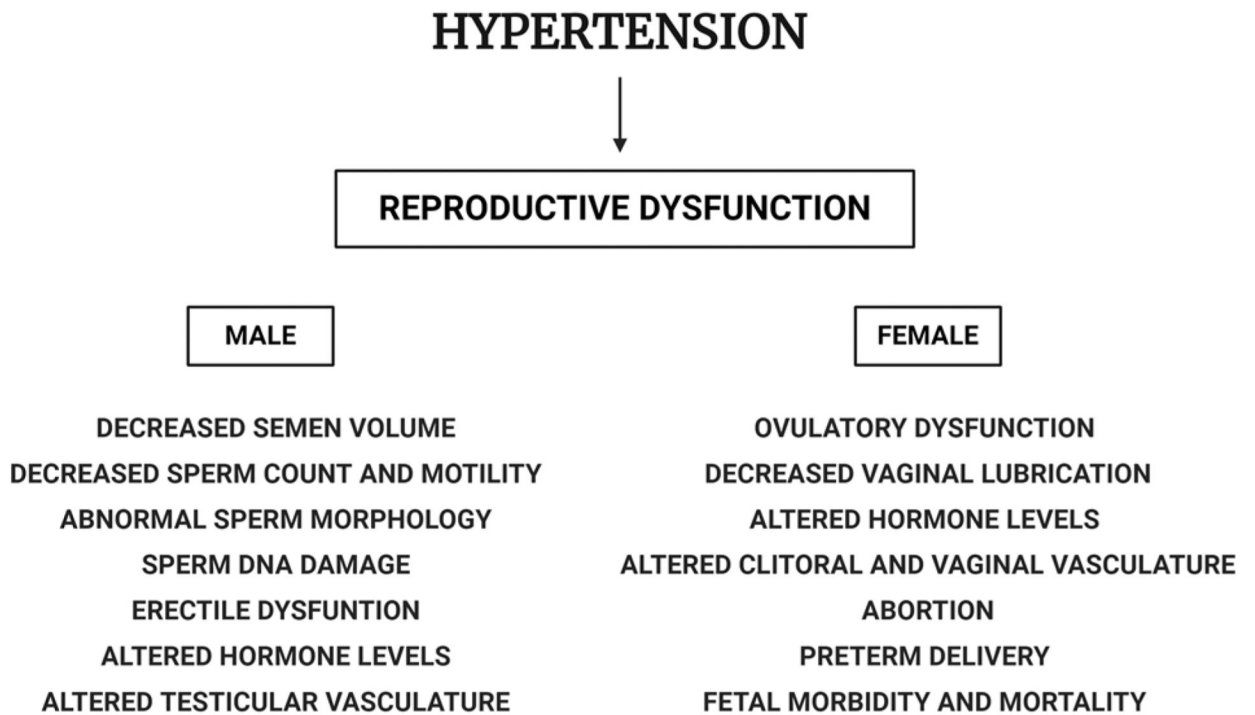 HYPERTENSION
REPRODUCTIVE DYSFUNCTION
MALE
DECREASED SEMEN VOLUME
DECREASED SPERM COUNT AND MOTILITY
ABNORMAL SPERM MORPHOLOGY
SPERM DNA DAMAGE
ERECTILE DYSFUNTION
ALTERED HORMONE LEVELS
ALTERED TESTICULAR VASCULATURE
FEMALE
OVULATORY DYSFUNCTION
DECREASED VAGINAL LUBRICATION
ALTERED HORMONE LEVELS
ALTERED CLITORAL AND VAGINAL VASCULATURE
ABORTION
PRETERM DELIVERY
FETAL MORBIDITY AND MORTALITY